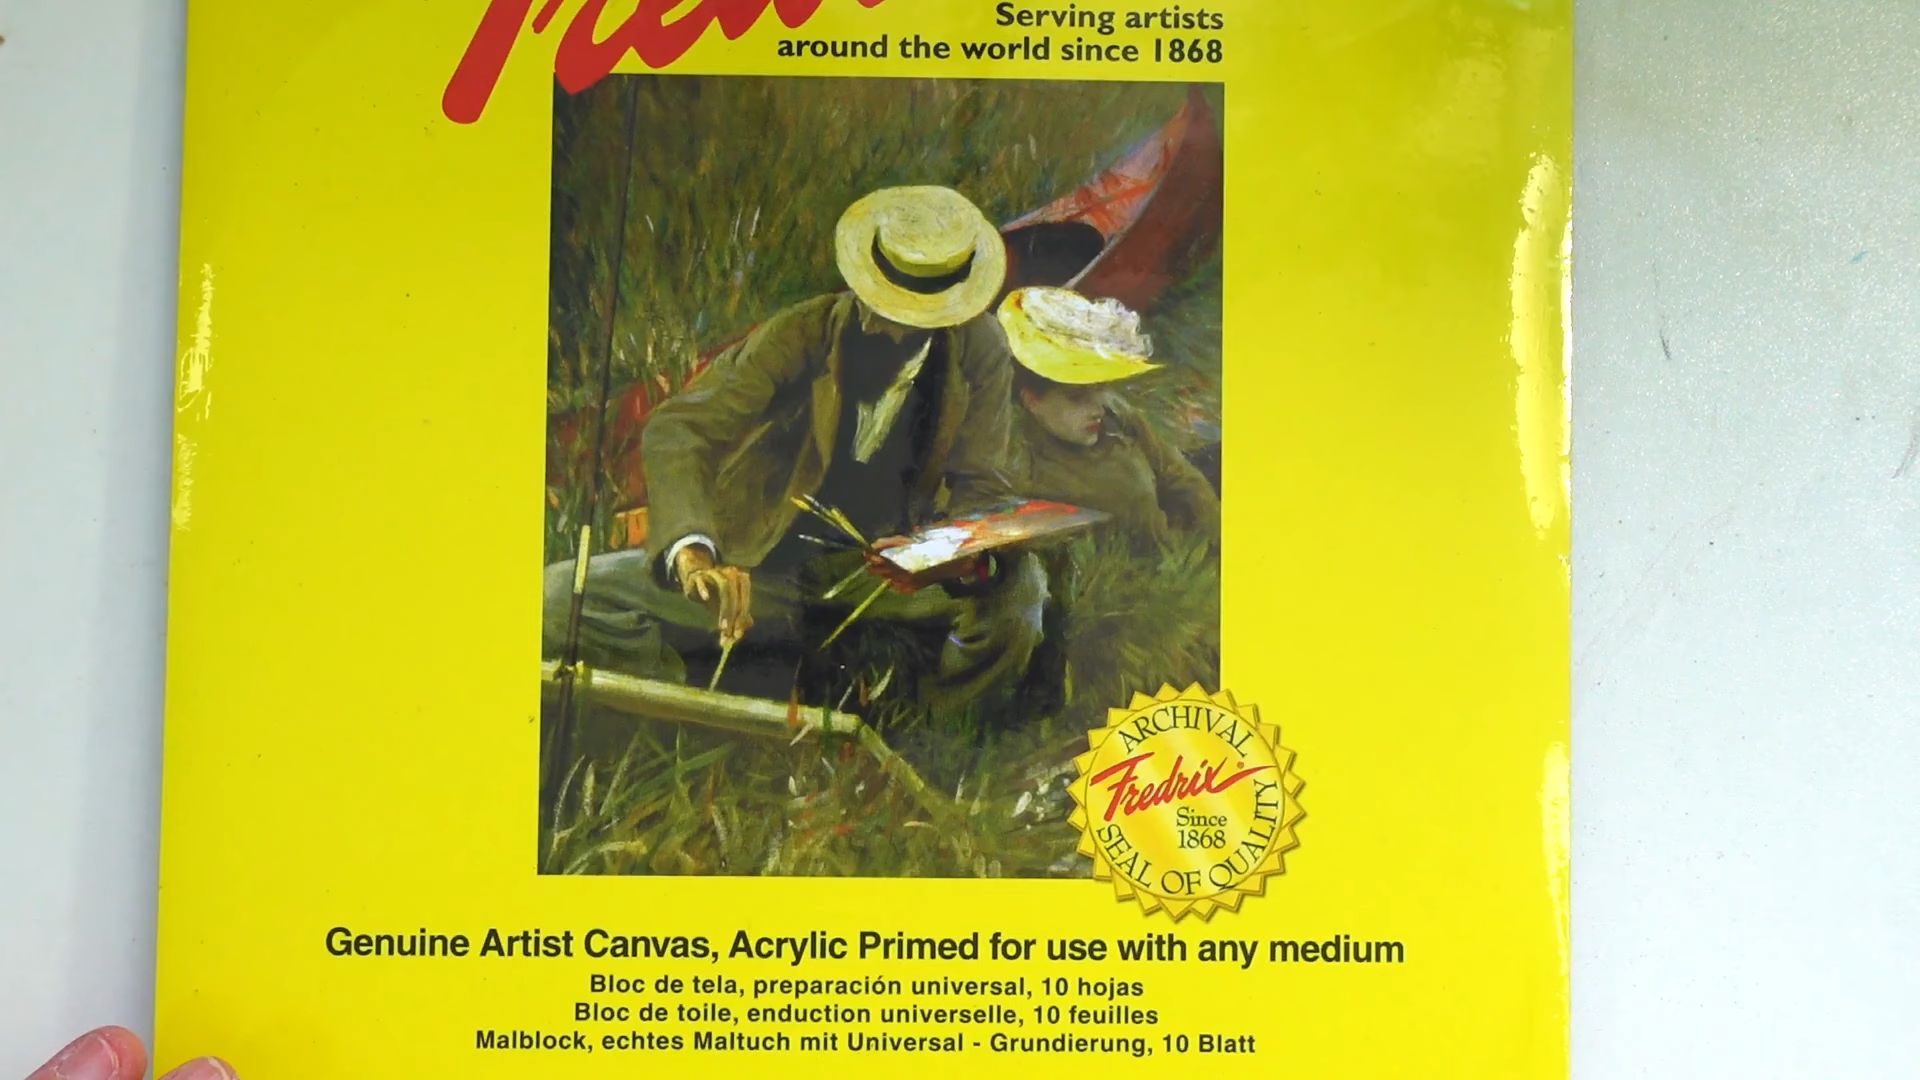 Fredrix
Serving artists
around the world since 1868
ARCHIVAL
Fredrix
Since
1868
SEAL OF QUALITY
Genuine Artist Canvas, Acrylic Primed for use with any medium
Bloc de tela, preparación universal, 10 hojas
Bloc de toile, enduction universelle, 10 feuilles
Malblock, echtes Maltuch mit Universal - Grundierung, 10 Blatt